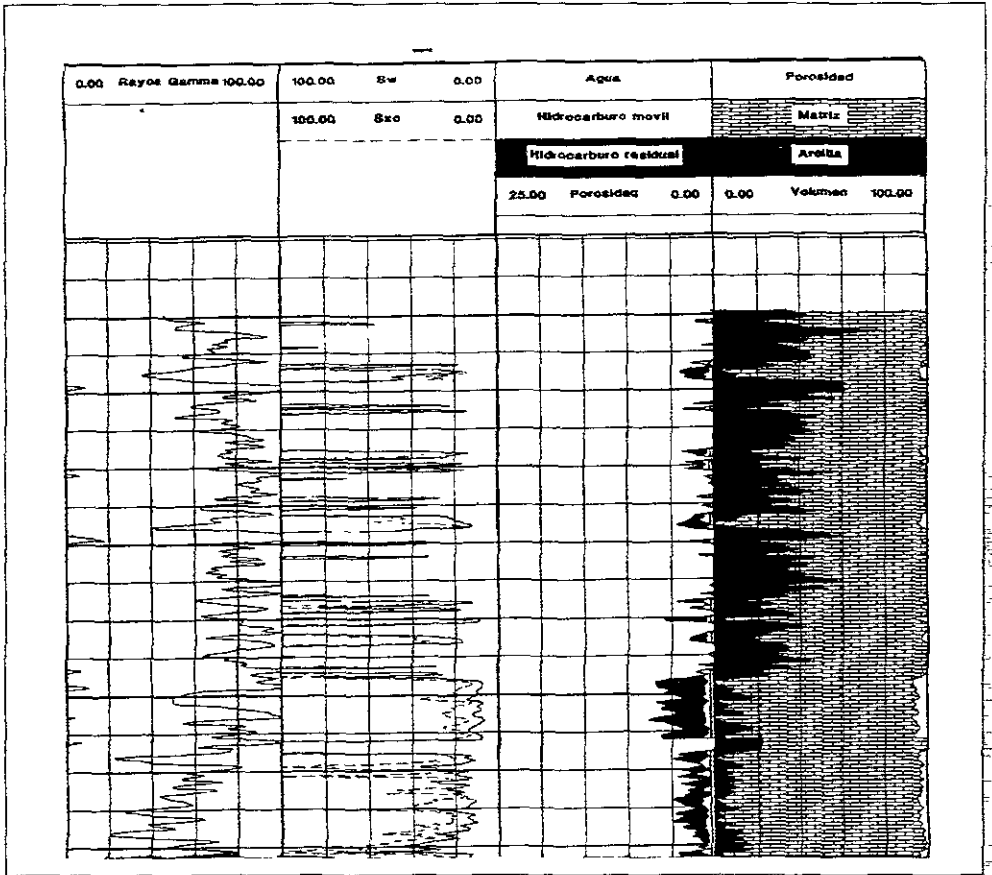 0.00 Rayos Gamma 100.00
100.00 Sw 0.00
100.00 Sxo 0.00
Agua
Hidrocarburo movil
Hidrocarburo residual
25.00 Porosidad 0.00
Porosidad
Matriz
Arcilla
0.00 Volumen 100.00